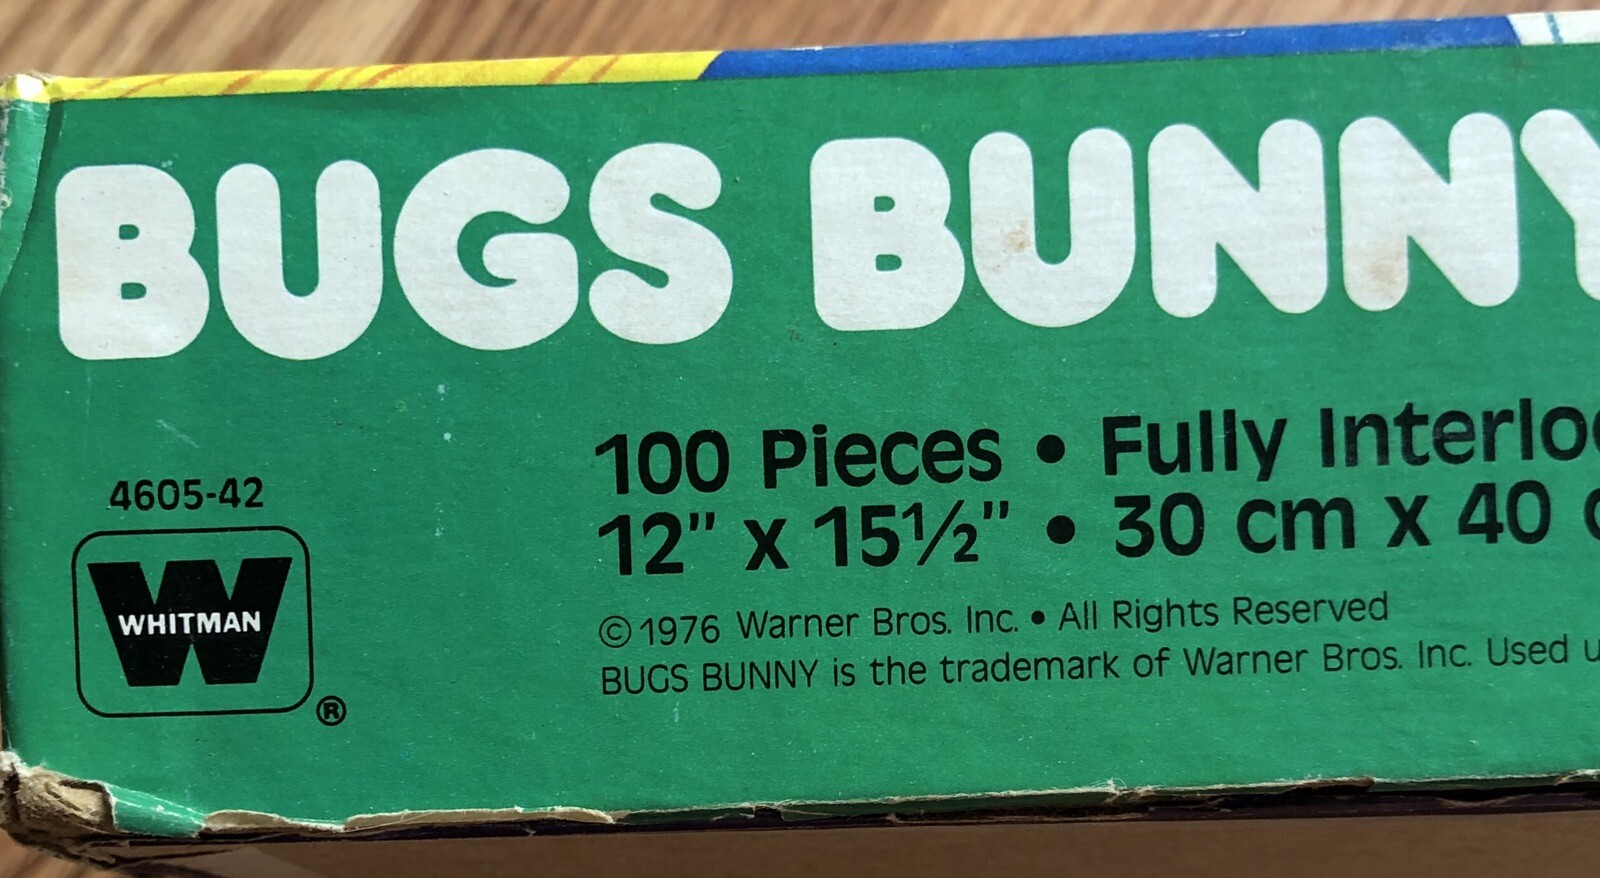 BUGS BUNNY
100 Pieces • Fully Interlo
12" x 15½" • 30 cm x 40
4605-42
WHITMAN
W
®
©1976 Warner Bros. Inc. • All Rights Reserved
BUGS BUNNY is the trademark of Warner Bros. Inc. Used